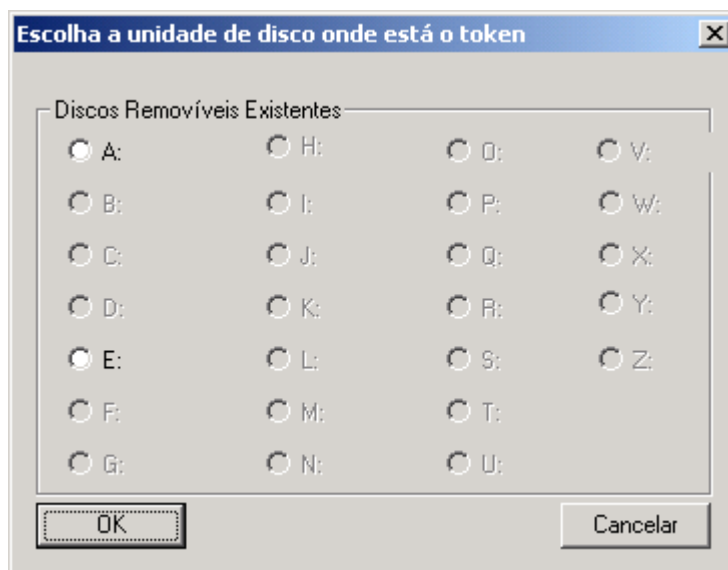 Escolha a unidade de disco onde está o token
Discos Removíveis Existentes
A: H: O: V:
B: I: P: W:
C: J: Q: X:
D: K: R: Y:
E: L: S: Z:
F: M: T:
G: N: U:
OK Cancelar